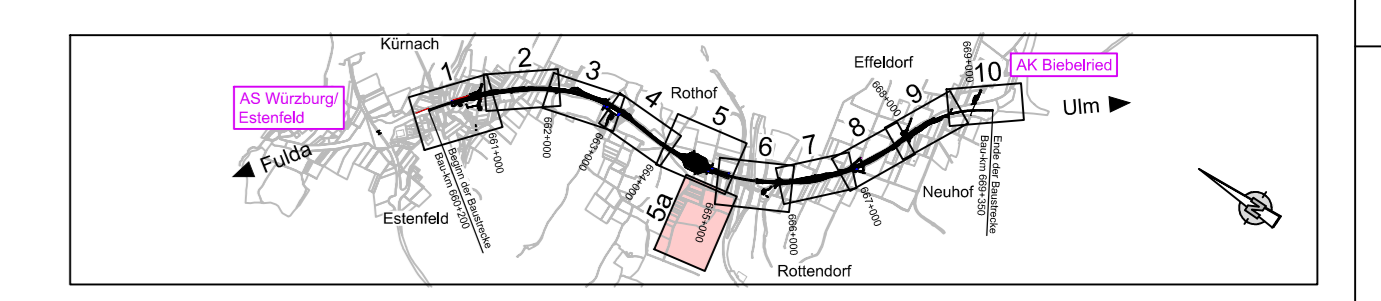 Kürnach
AS Würzburg/
Estenfeld
Fulda
Estenfeld
1
2
3
4
5
5a
6
7
8
9
10
Beginn der Baustrecke
Bau-km 660+200
661+000
662+000
663+000
664+000
665+000
666+000
667+000
668+000
669+000
Rothof
Rottendorf
Effeldorf
Neuhof
Ende der Baustrecke
Bau-km 669+350
AK Biebelried
Ulm
N